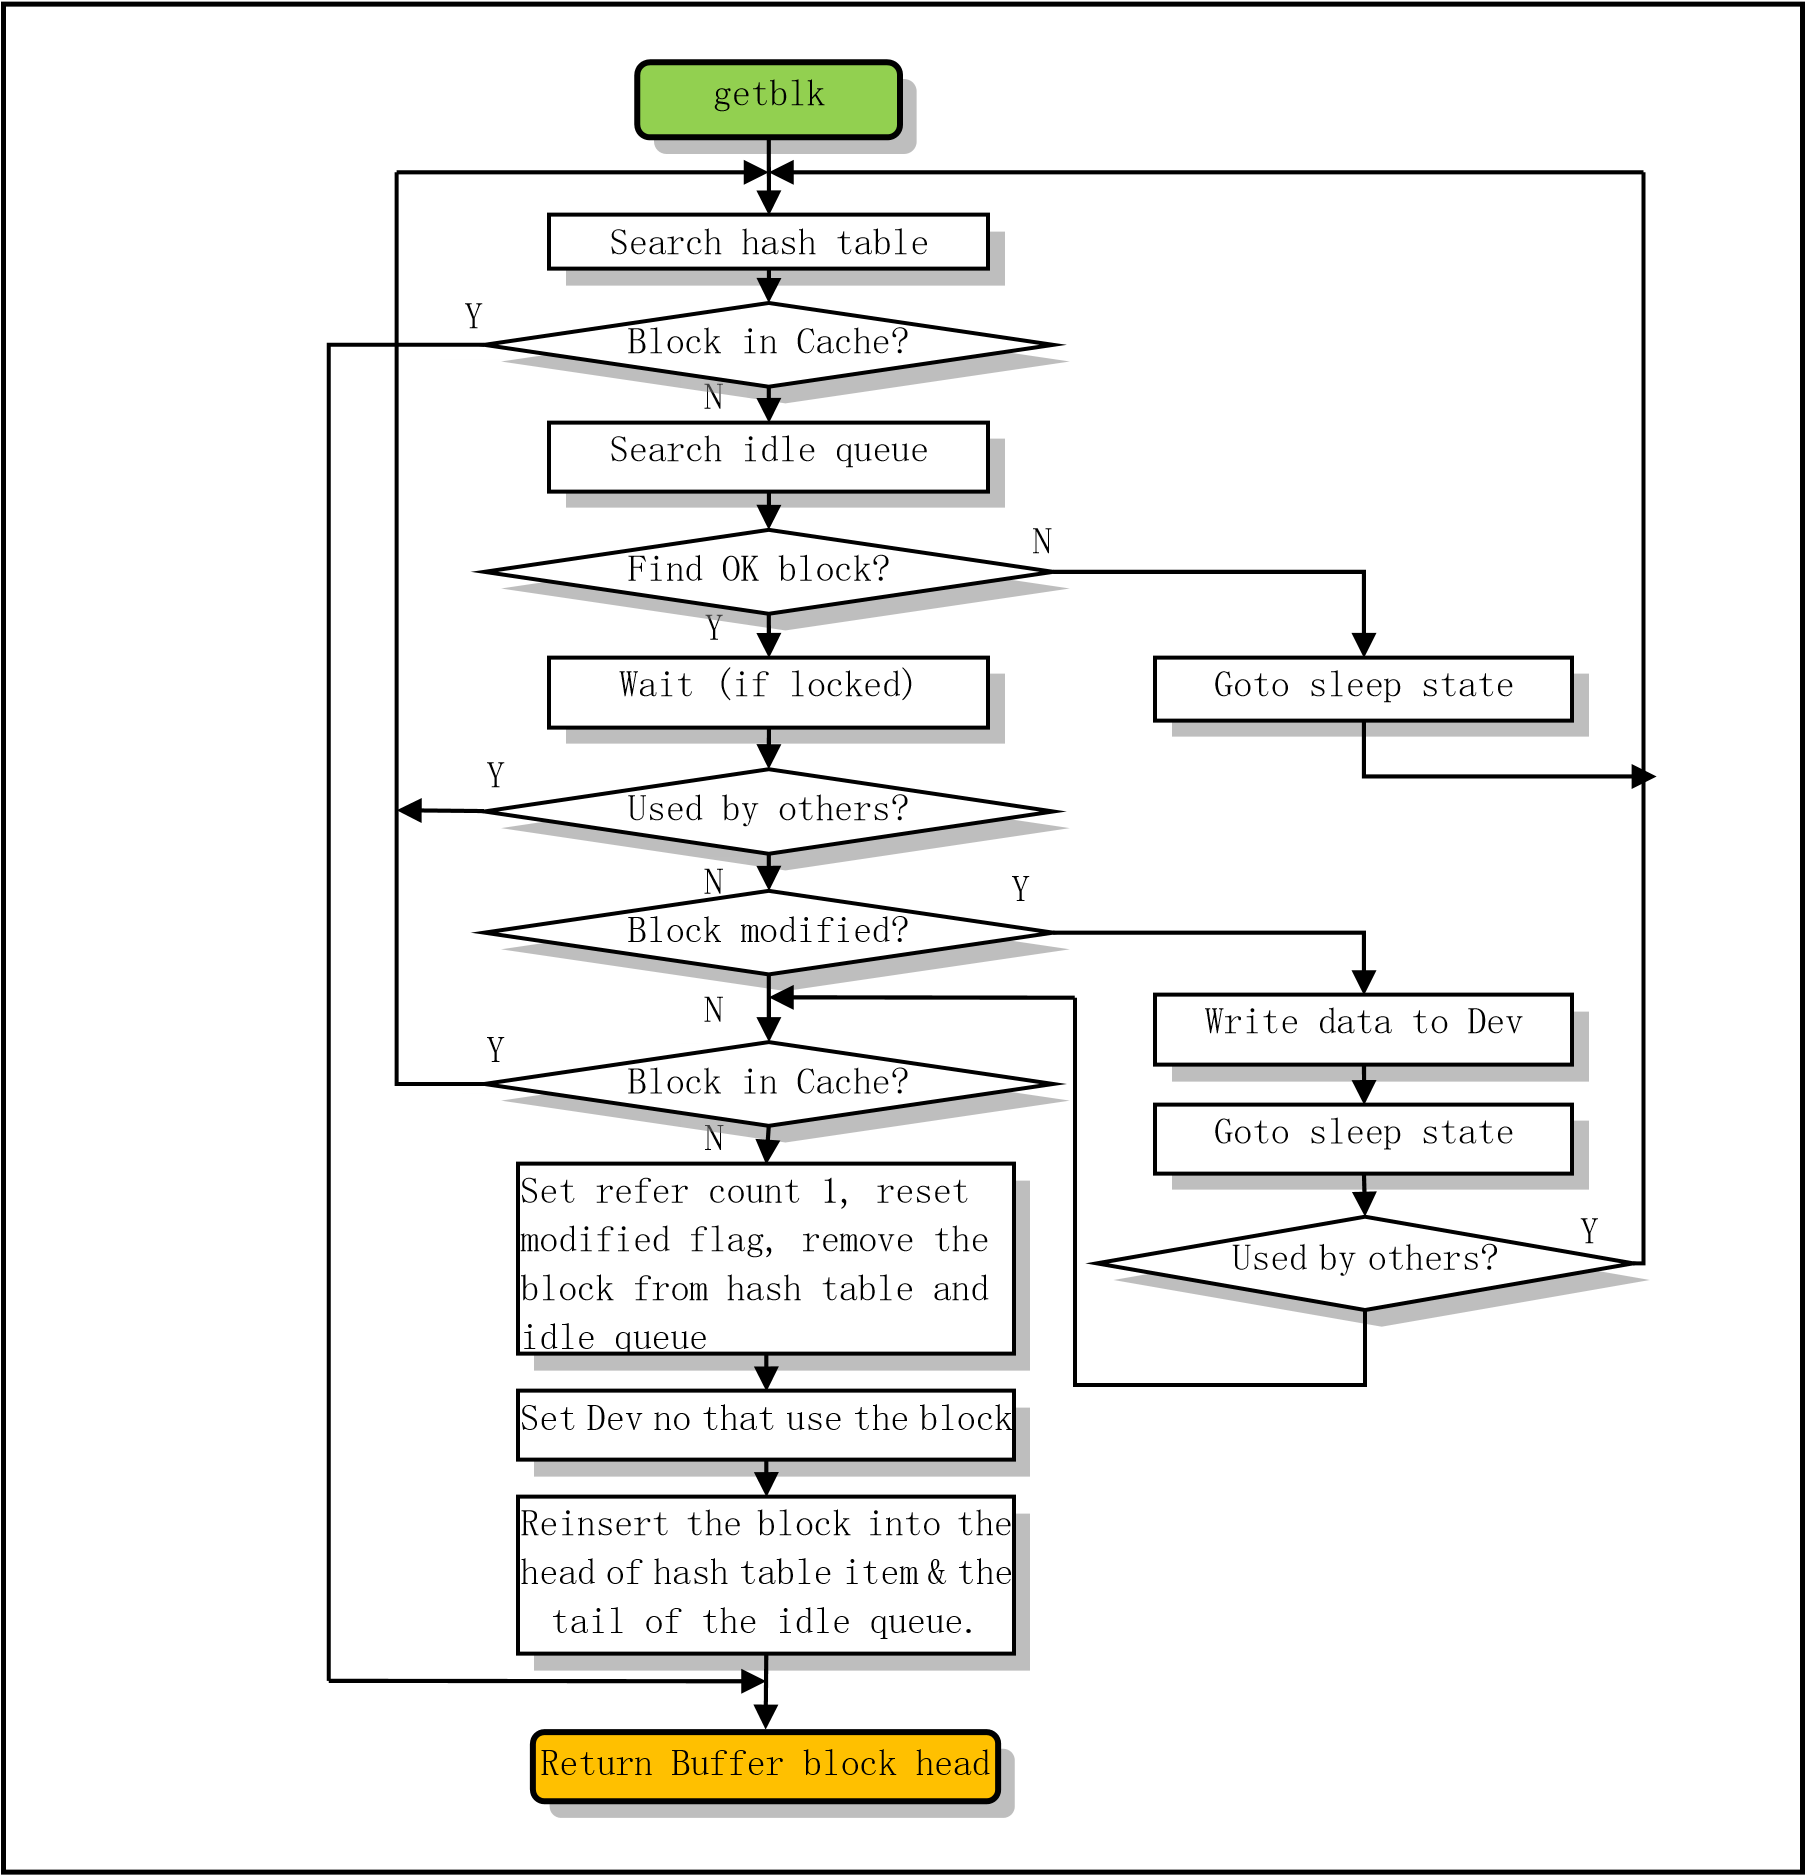 getblk
Search hash table
Y
Block in Cache?
N
Search idle queue
N
Find OK block?
Y
Wait (if locked)
Goto sleep state
Y
Used by others?
N
Y
Block modified?
N
Write data to Dev
Y
Block in Cache?
Goto sleep state
N
Set refer count 1, reset
modified flag, remove the
block from hash table and
idle queue
Y
Used by others?
Set Dev no that use the block
Reinsert the block into the
head of hash table item & the
tail of the idle queue.
Return Buffer block head